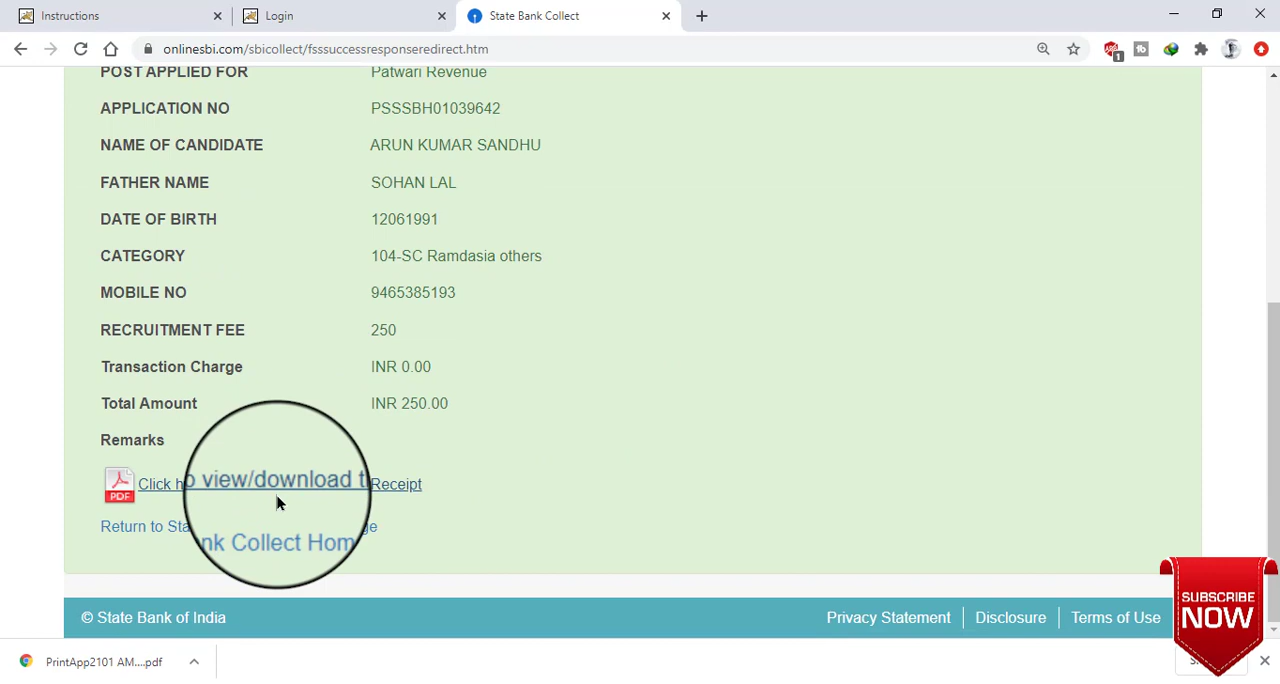 Instructions
Login
State Bank Collect
onlinesbi.com/sbicollect/fsssuccessresponseredirect.htm
POST APPLIED FOR Patwari Revenue
APPLICATION NO PSSSBH01039642
NAME OF CANDIDATE ARUN KUMAR SANDHU
FATHER NAME SOHAN LAL
DATE OF BIRTH 12061991
CATEGORY 104-SC Ramdasia others
MOBILE NO 9465385193
RECRUITMENT FEE 250
Transaction Charge INR 0.00
Total Amount INR 250.00
Remarks
PDF Click view/download Receipt
Return to Collect
© State Bank of India Privacy Statement Disclosure Terms of Use
SUBSCRIBE
NOW
PrintApp2101 AM....pdf